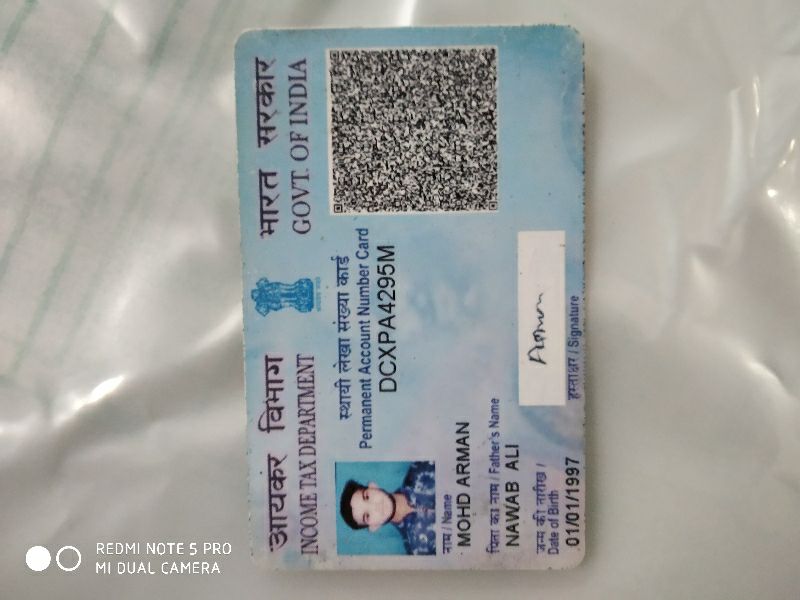 आयकर विभाग
INCOME TAX DEPARTMENT
भारत सरकार
GOVT. OF INDIA
स्थायी लेखा संख्या कार्ड
Permanent Account Number Card
DCXPA4295M
नाम / Name
MOHD ARMAN
पिता का नाम / Father's Name
NAWAB ALI
जन्म की तारीख /
Date of Birth
01/01/1997
Arman
हस्ताक्षर / Signature
REDMI NOTE 5 PRO
MI DUAL CAMERA